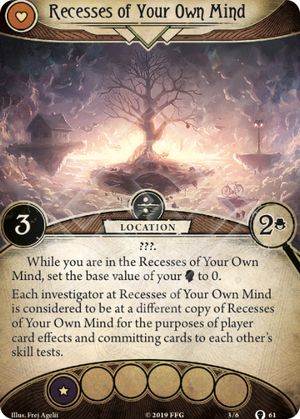 Recesses of Your Own Mind
3
LOCATION
2
???.
While you are in the Recesses of Your Own
Mind, set the base value of your to 0.
Each investigator at Recesses of Your Own Mind
is considered to be at a different copy of Recesses
of Your Own Mind for the purposes of player
card effects and committing cards to each other's
skill tests.
Illus. Frej Agelii
© 2019 FFG
3/6
61